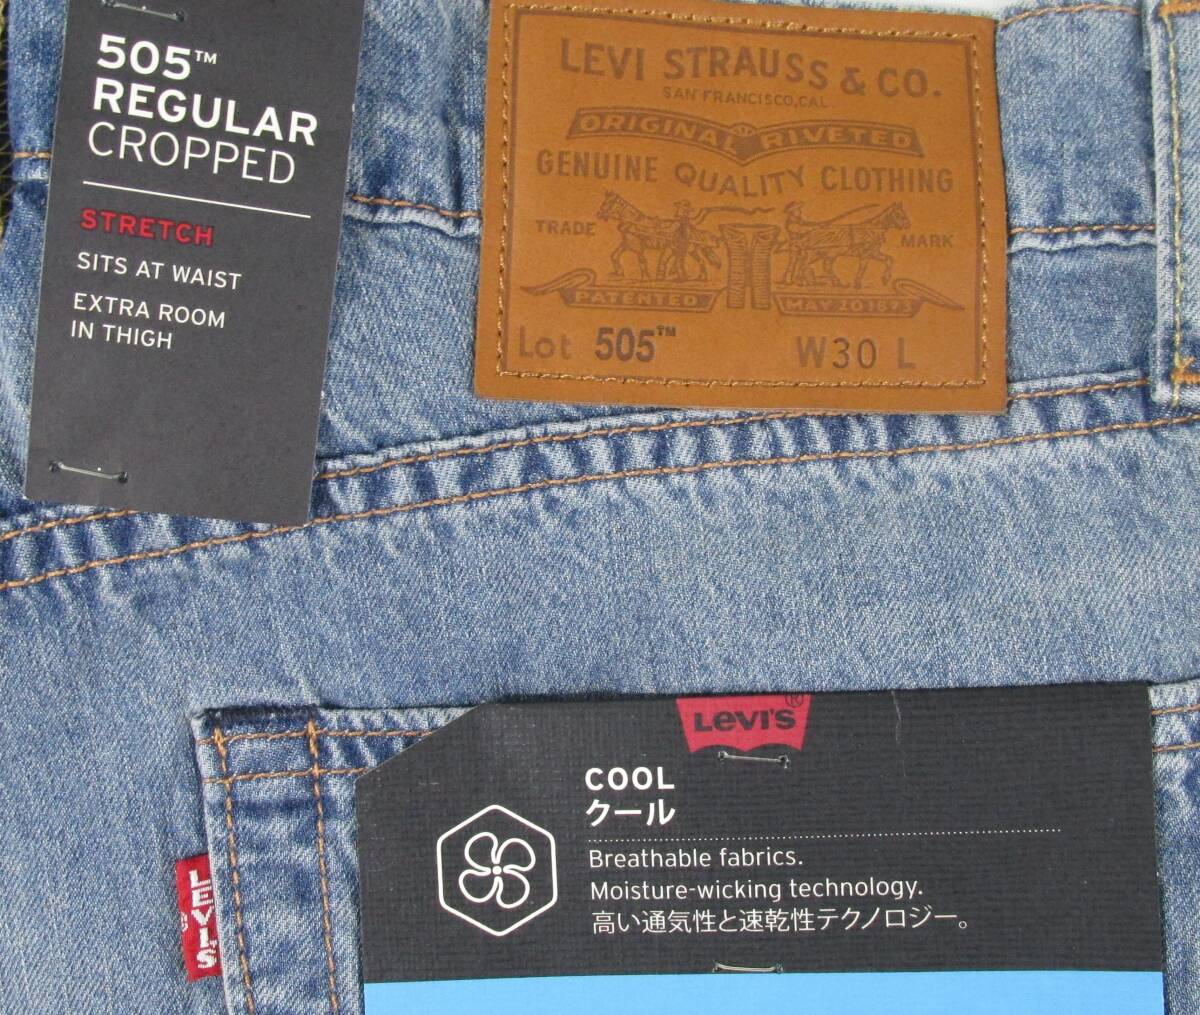 505™
REGULAR
CROPPED
STRETCH
SITS AT WAIST
EXTRA ROOM
IN THIGH
LEVI STRAUSS & CO.
SAN FRANCISCO, CAL.
ORIGINAL RIVETED
GENUINE QUALITY CLOTHING
TRADE MARK
PATENTED MAY 20 1873
Lot 505™ W30 L
LEVI'S®
COOL
クール
Breathable fabrics.
Moisture-wicking technology.
高い通気性と速乾性テクノロジー。
LEVI'S
®